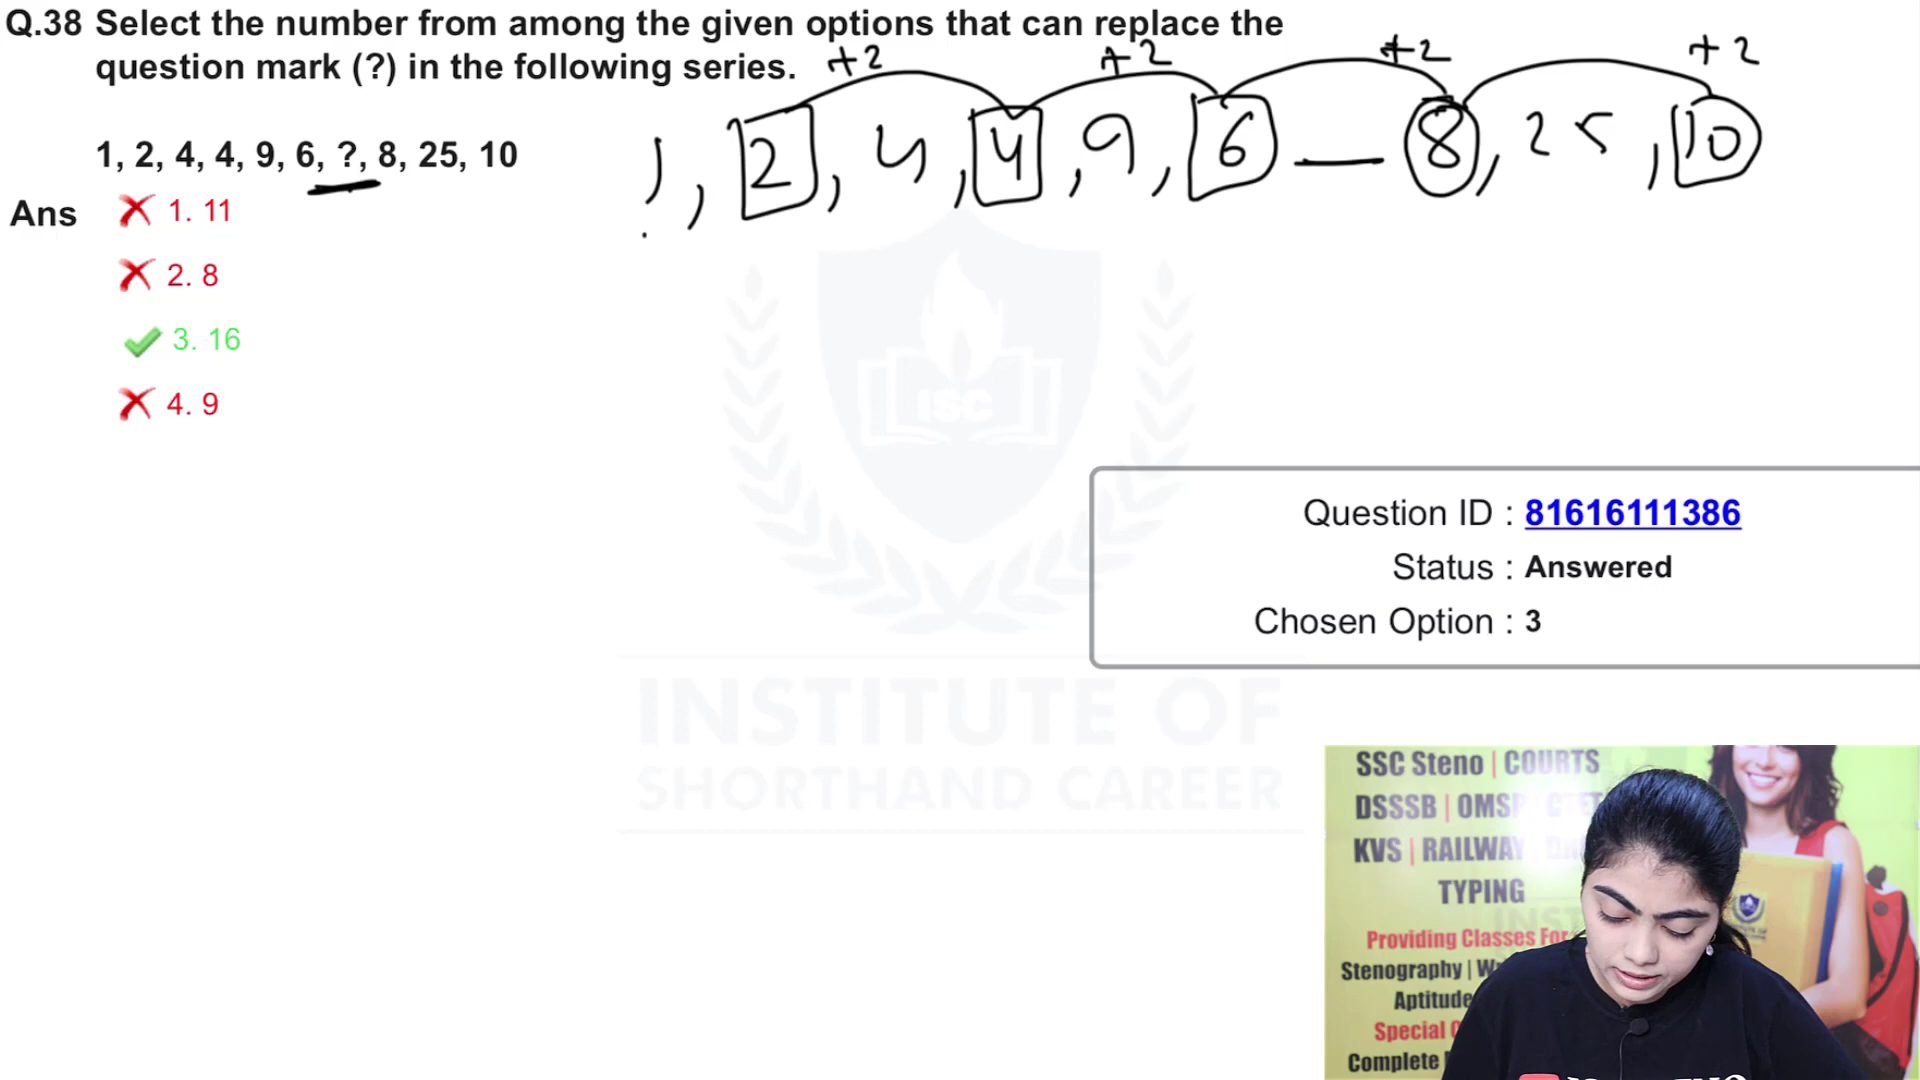 Q.38 Select the number from among the given options that can replace the
question mark (?) in the following series.
+2 +2 +2 +2
1, 2, 4, 4, 9, 6, ?, 8, 25, 10
1, 2, 4, 4, 9, 6 __ 8, 25, 10
Ans
1. 11
2. 8
3. 16
4. 9
ISC
Question ID : 81616111386
Status : Answered
Chosen Option : 3
INSTITUTE OF
SHORTHAND CAREER
SSC Steno | COURTS
DSSSB | OMSP
KVS | RAILWAY
TYPING
Providing Classes For
Stenography |
Aptitude
Special
Complete